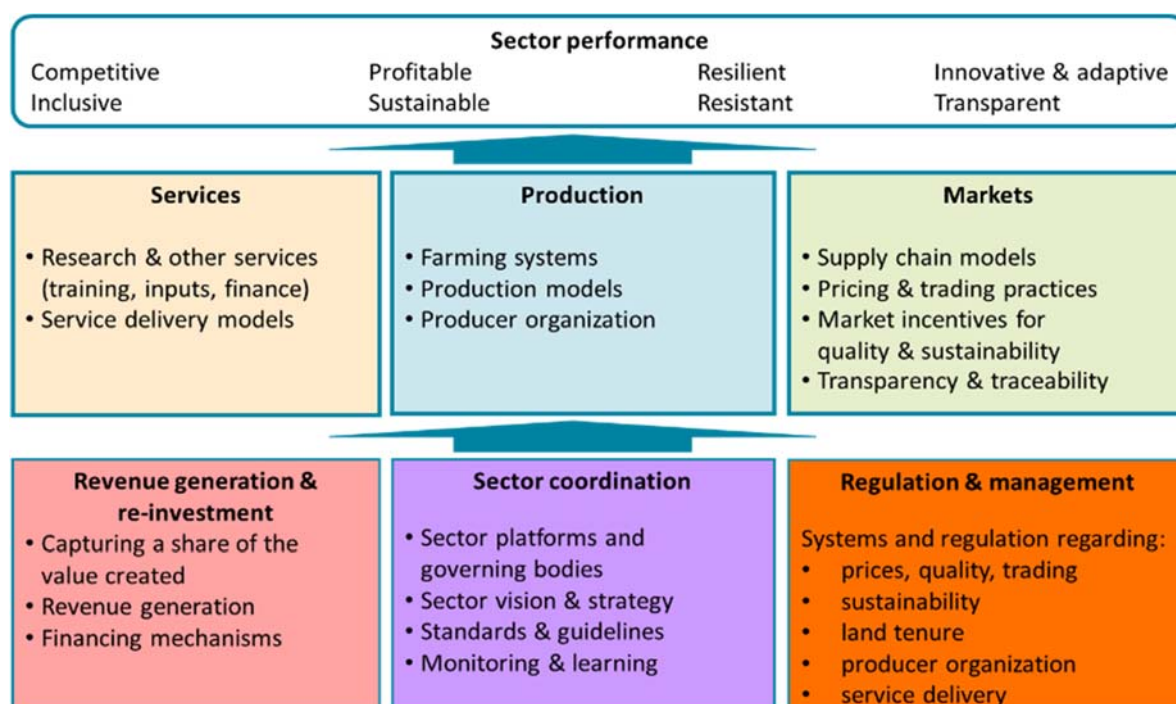 Sector performance
Competitive Profitable Resilient Innovative & adaptive
Inclusive Sustainable Resistant Transparent
Services
• Research & other services
(training, inputs, finance)
• Service delivery models
Production
• Farming systems
• Production models
• Producer organization
Markets
• Supply chain models
• Pricing & trading practices
• Market incentives for
quality & sustainability
• Transparency & traceability
Revenue generation &
re-investment
• Capturing a share of the
value created
• Revenue generation
• Financing mechanisms
Sector coordination
• Sector platforms and
governing bodies
• Sector vision & strategy
• Standards & guidelines
• Monitoring & learning
Regulation & management
Systems and regulation regarding:
• prices, quality, trading
• sustainability
• land tenure
• producer organization
• service delivery